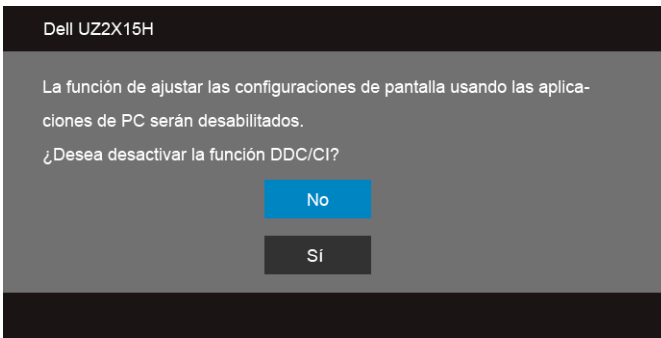 Dell UZ2X15H
La función de ajustar las configuraciones de pantalla usando las aplica-
ciones de PC serán desabilitados.
¿Desea desactivar la función DDC/CI?
No
Sí